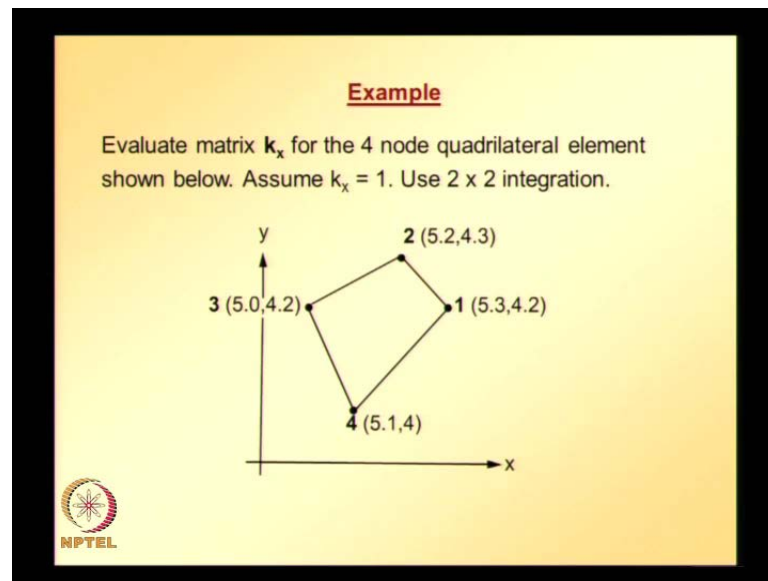 Example
Evaluate matrix kx for the 4 node quadrilateral element
shown below. Assume kx = 1. Use 2 x 2 integration.
y
2 (5.2,4.3)
3 (5.0,4.2)
1 (5.3,4.2)
4 (5.1,4)
x
NPTEL